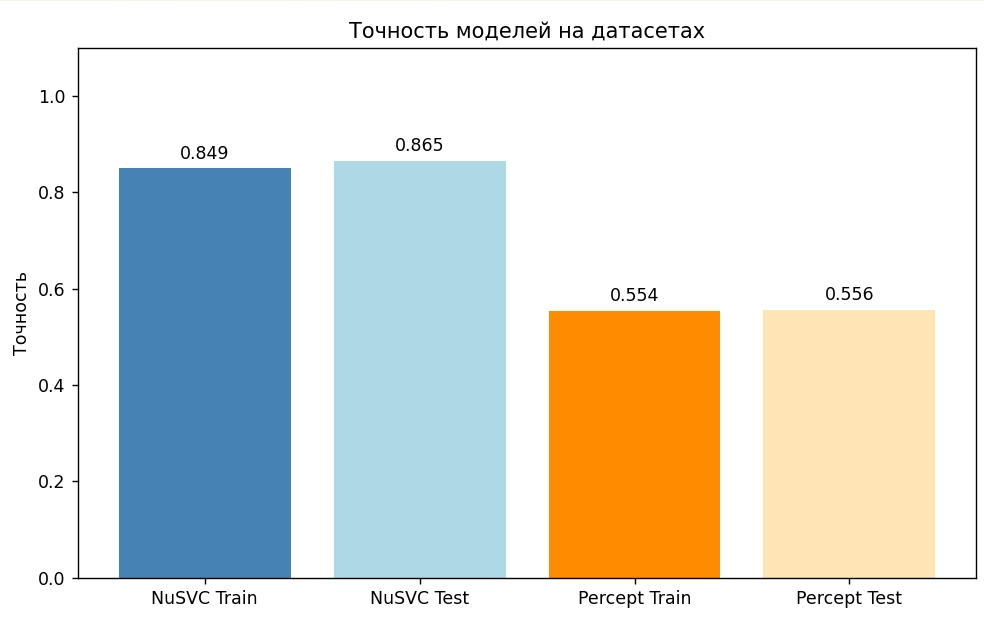 Точность моделей на датасетах
Точность
1.0
0.8
0.6
0.4
0.2
0.0
0.849
0.865
0.554
0.556
NuSVC Train
NuSVC Test
Percept Train
Percept Test